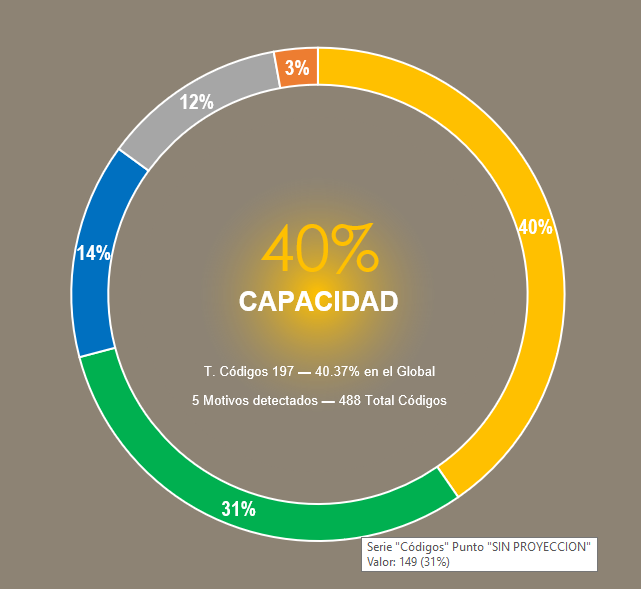 3%
12%
40%
14%
40%
CAPACIDAD
T. Códigos 197 — 40.37% en el Global
5 Motivos detectados — 488 Total Códigos
31%
Serie "Códigos" Punto "SIN PROYECCION"
Valor: 149 (31%)